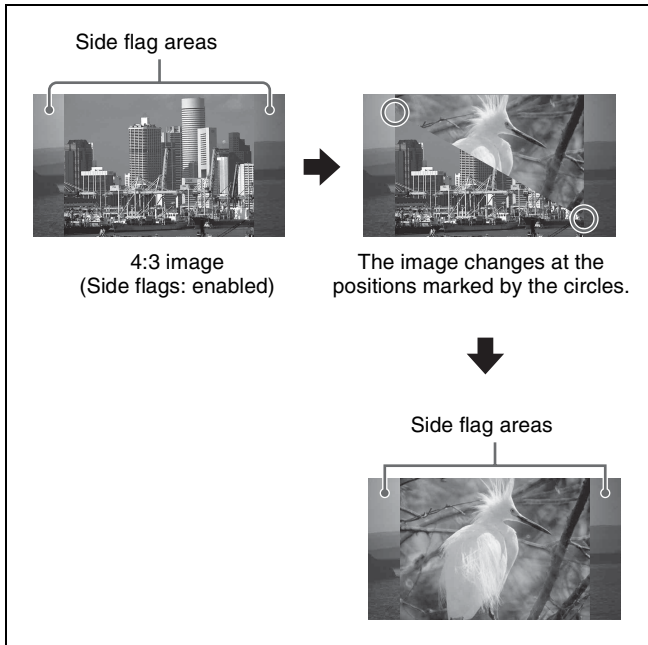 Side flag areas
4:3 image
(Side flags: enabled)
The image changes at the
positions marked by the circles.
Side flag areas